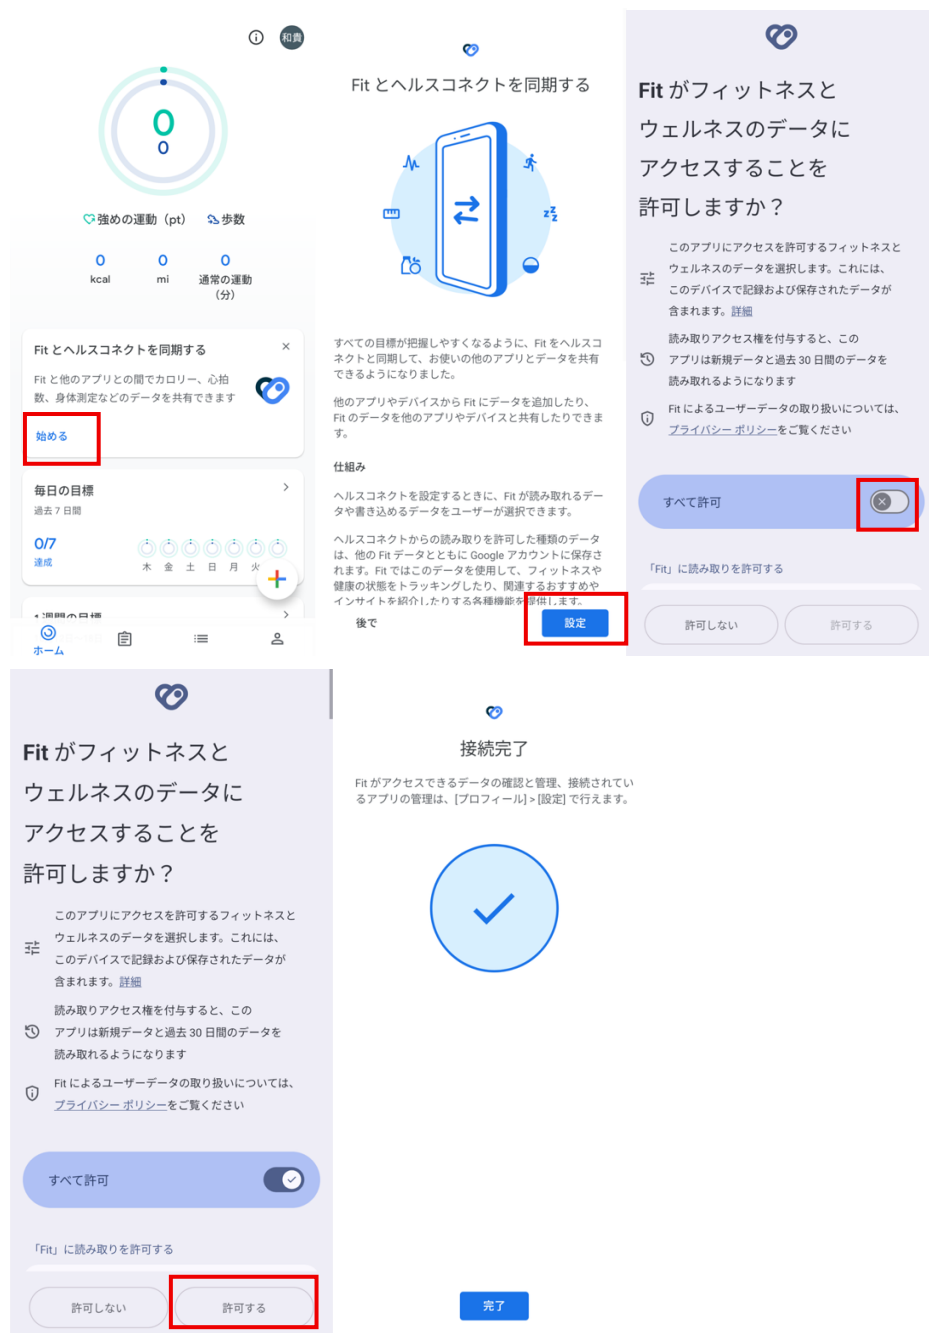 和貴
0
0
強めの運動（pt）　歩数
0　0　0
kcal　mi　通常の運動
（分）
Fit とヘルスコネクトを同期する
Fit と他のアプリとの間でカロリー、心拍
数、身体測定などのデータを共有できます
始める
毎日の目標
過去 7 日間
0/7
達成
木 金 土 日 月 火
1 週間の目標
ホーム
Fit とヘルスコネクトを同期する
すべての目標が把握しやすくなるように、Fit をヘルスコ
ネクトと同期して、お使いの他のアプリとデータを共有
できるようになりました。
他のアプリやデバイスから Fit にデータを追加したり、
Fit のデータを他のアプリやデバイスと共有したりできま
す。
仕組み
ヘルスコネクトを設定するときに、Fit が読み取れるデー
タや書き込めるデータをユーザーが選択できます。
ヘルスコネクトからの読み取りを許可した種類のデータ
は、他の Fit データとともに Google アカウントに保存さ
れます。Fit ではこのデータを使用して、フィットネスや
健康の状態をトラッキングしたり、関連するおすすめや
インサイトを紹介したりする各種機能を提供します。
後で　設定
Fit がフィットネスと
ウェルネスのデータに
アクセスすることを
許可しますか？
このアプリにアクセスを許可するフィットネスと
ウェルネスのデータを選択します。これには、
このデバイスで記録および保存されたデータが
含まれます。詳細
読み取りアクセス権を付与すると、この
アプリは新規データと過去 30 日間のデータを
読み取れるようになります
Fit によるユーザーデータの取り扱いについては、
プライバシー ポリシーをご覧ください
すべて許可
「Fit」に読み取りを許可する
許可しない　許可する
Fit がフィットネスと
ウェルネスのデータに
アクセスすることを
許可しますか？
このアプリにアクセスを許可するフィットネスと
ウェルネスのデータを選択します。これには、
このデバイスで記録および保存されたデータが
含まれます。詳細
読み取りアクセス権を付与すると、この
アプリは新規データと過去 30 日間のデータを
読み取れるようになります
Fit によるユーザーデータの取り扱いについては、
プライバシー ポリシーをご覧ください
すべて許可
「Fit」に読み取りを許可する
許可しない　許可する
接続完了
Fit がアクセスできるデータの確認と管理、接続されてい
るアプリの管理は、[プロフィール] > [設定] で行えます。
完了